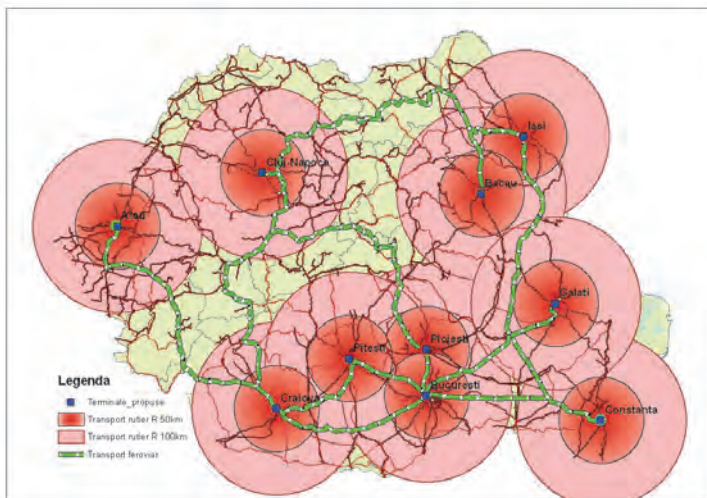 Iasi
Cluj-Napoca
Bacau
Arad
Galati
Pitesti
Ploiesti
Bucuresti
Craiova
Constanta
Legenda
Terminale_propuse
Transport rutier R 50km
Transport rutier R 100km
Transport feroviar